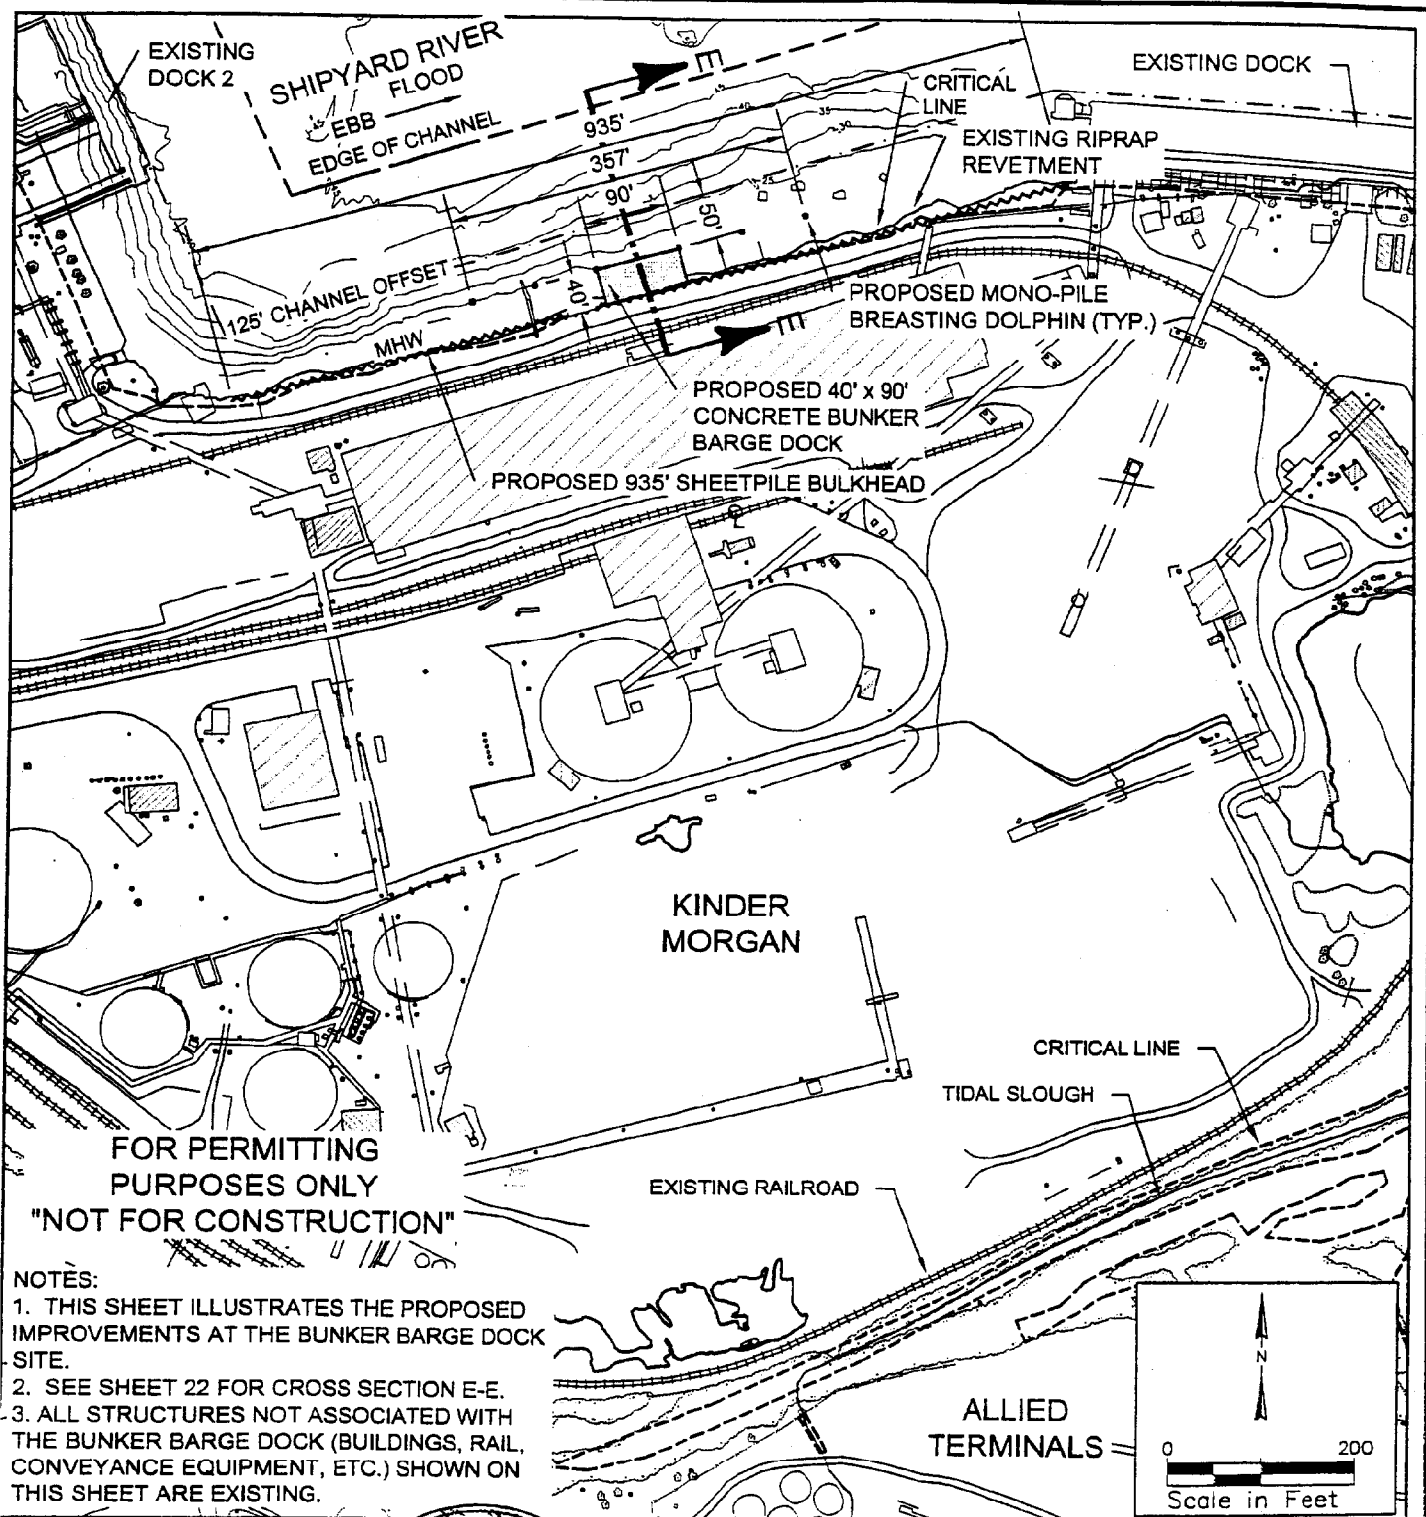 EXISTING
DOCK 2
SHIPYARD RIVER
FLOOD
EBB
EDGE OF CHANNEL
E
935'
357'
90'
50'
40'
45
40
35
30
25
CRITICAL
LINE
EXISTING DOCK
EXISTING RIPRAP
REVETMENT
125' CHANNEL OFFSET
MHW
E
PROPOSED MONO-PILE
BREASTING DOLPHIN (TYP.)
PROPOSED 40' x 90'
CONCRETE BUNKER
BARGE DOCK
PROPOSED 935' SHEETPILE BULKHEAD
KINDER
MORGAN
CRITICAL LINE
TIDAL SLOUGH
EXISTING RAILROAD
FOR PERMITTING
PURPOSES ONLY
"NOT FOR CONSTRUCTION"
NOTES:
1. THIS SHEET ILLUSTRATES THE PROPOSED
IMPROVEMENTS AT THE BUNKER BARGE DOCK
SITE.
2. SEE SHEET 22 FOR CROSS SECTION E-E.
3. ALL STRUCTURES NOT ASSOCIATED WITH
THE BUNKER BARGE DOCK (BUILDINGS, RAIL,
CONVEYANCE EQUIPMENT, ETC.) SHOWN ON
THIS SHEET ARE EXISTING.
ALLIED
TERMINALS
N
0 200
Scale in Feet